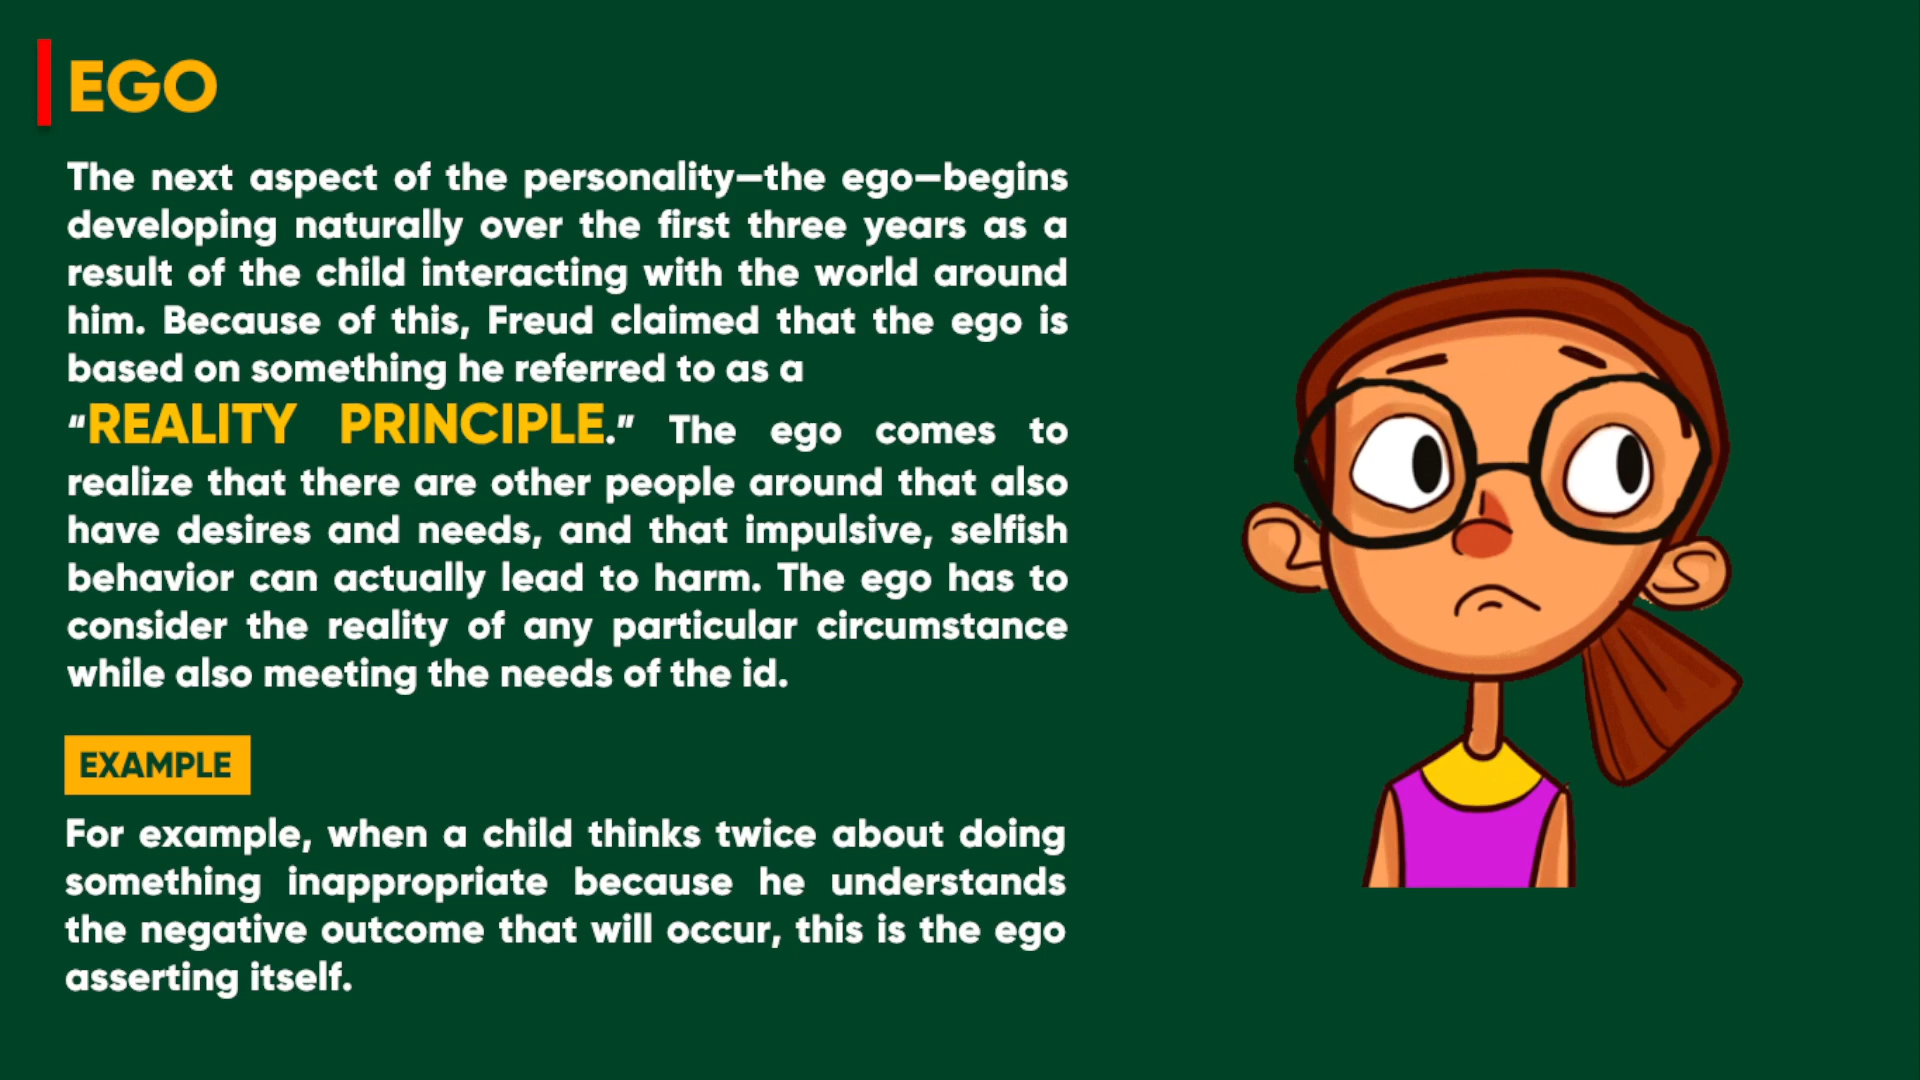 EGO
The next aspect of the personality—the ego—begins
developing naturally over the first three years as a
result of the child interacting with the world around
him. Because of this, Freud claimed that the ego is
based on something he referred to as a
“REALITY PRINCIPLE.” The ego comes to
realize that there are other people around that also
have desires and needs, and that impulsive, selfish
behavior can actually lead to harm. The ego has to
consider the reality of any particular circumstance
while also meeting the needs of the id.
EXAMPLE
For example, when a child thinks twice about doing
something inappropriate because he understands
the negative outcome that will occur, this is the ego
asserting itself.